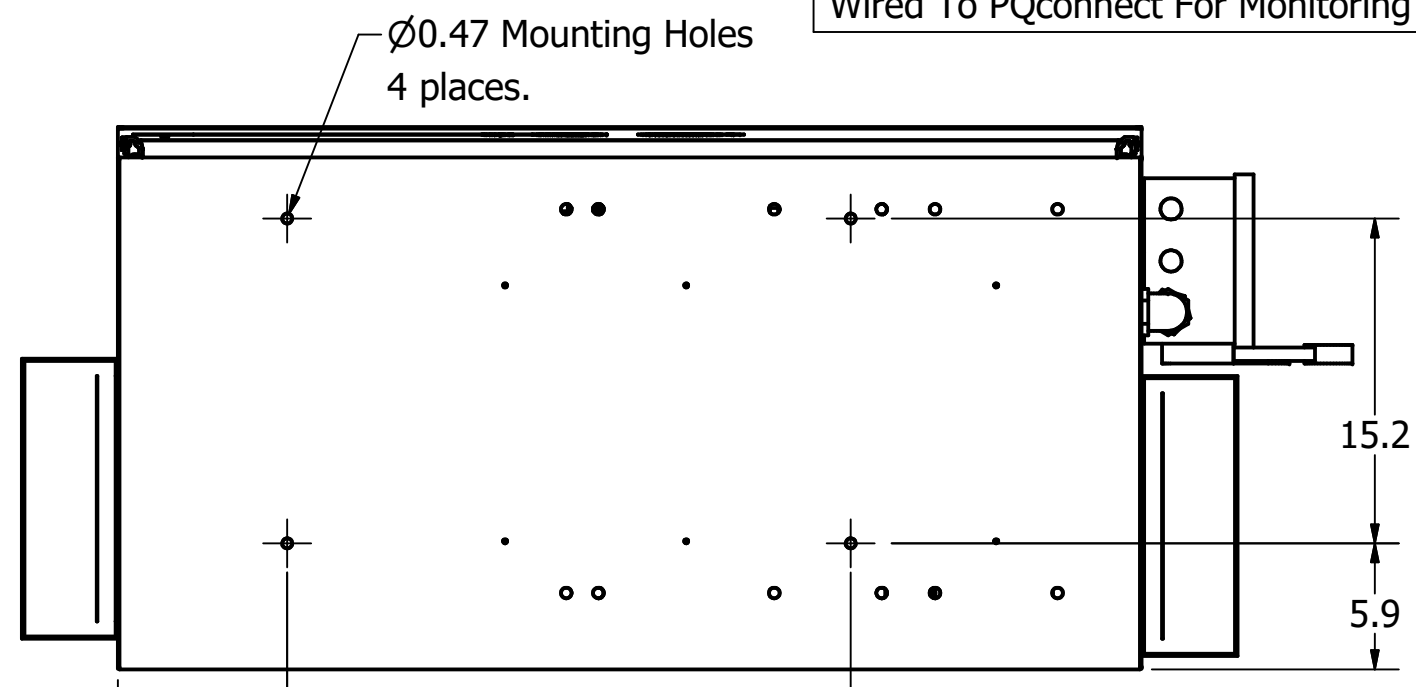 Wired To PQconnect For Monitoring
Ø0.47 Mounting Holes
4 places.
15.2
5.9